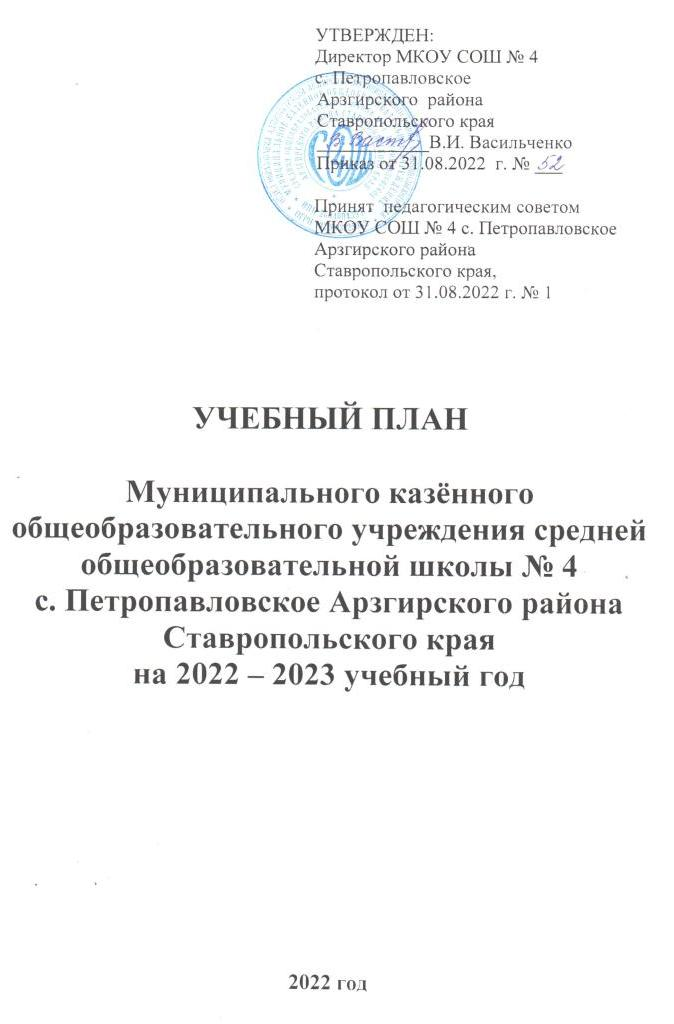 УТВЕРЖДЕН:
Директор МКОУ СОШ № 4
с. Петропавловское
Арзгирского района
Ставропольского края
В.И. Васильченко
Приказ от 31.08.2022 г. № 52
Принят педагогическим советом
МКОУ СОШ № 4 с. Петропавловское
Арзгирского района
Ставропольского края,
протокол от 31.08.2022 г. № 1
УЧЕБНЫЙ ПЛАН
Муниципального казённого
общеобразовательного учреждения средней
общеобразовательной школы № 4
с. Петропавловское Арзгирского района
Ставропольского края
на 2022 – 2023 учебный год
2022 год